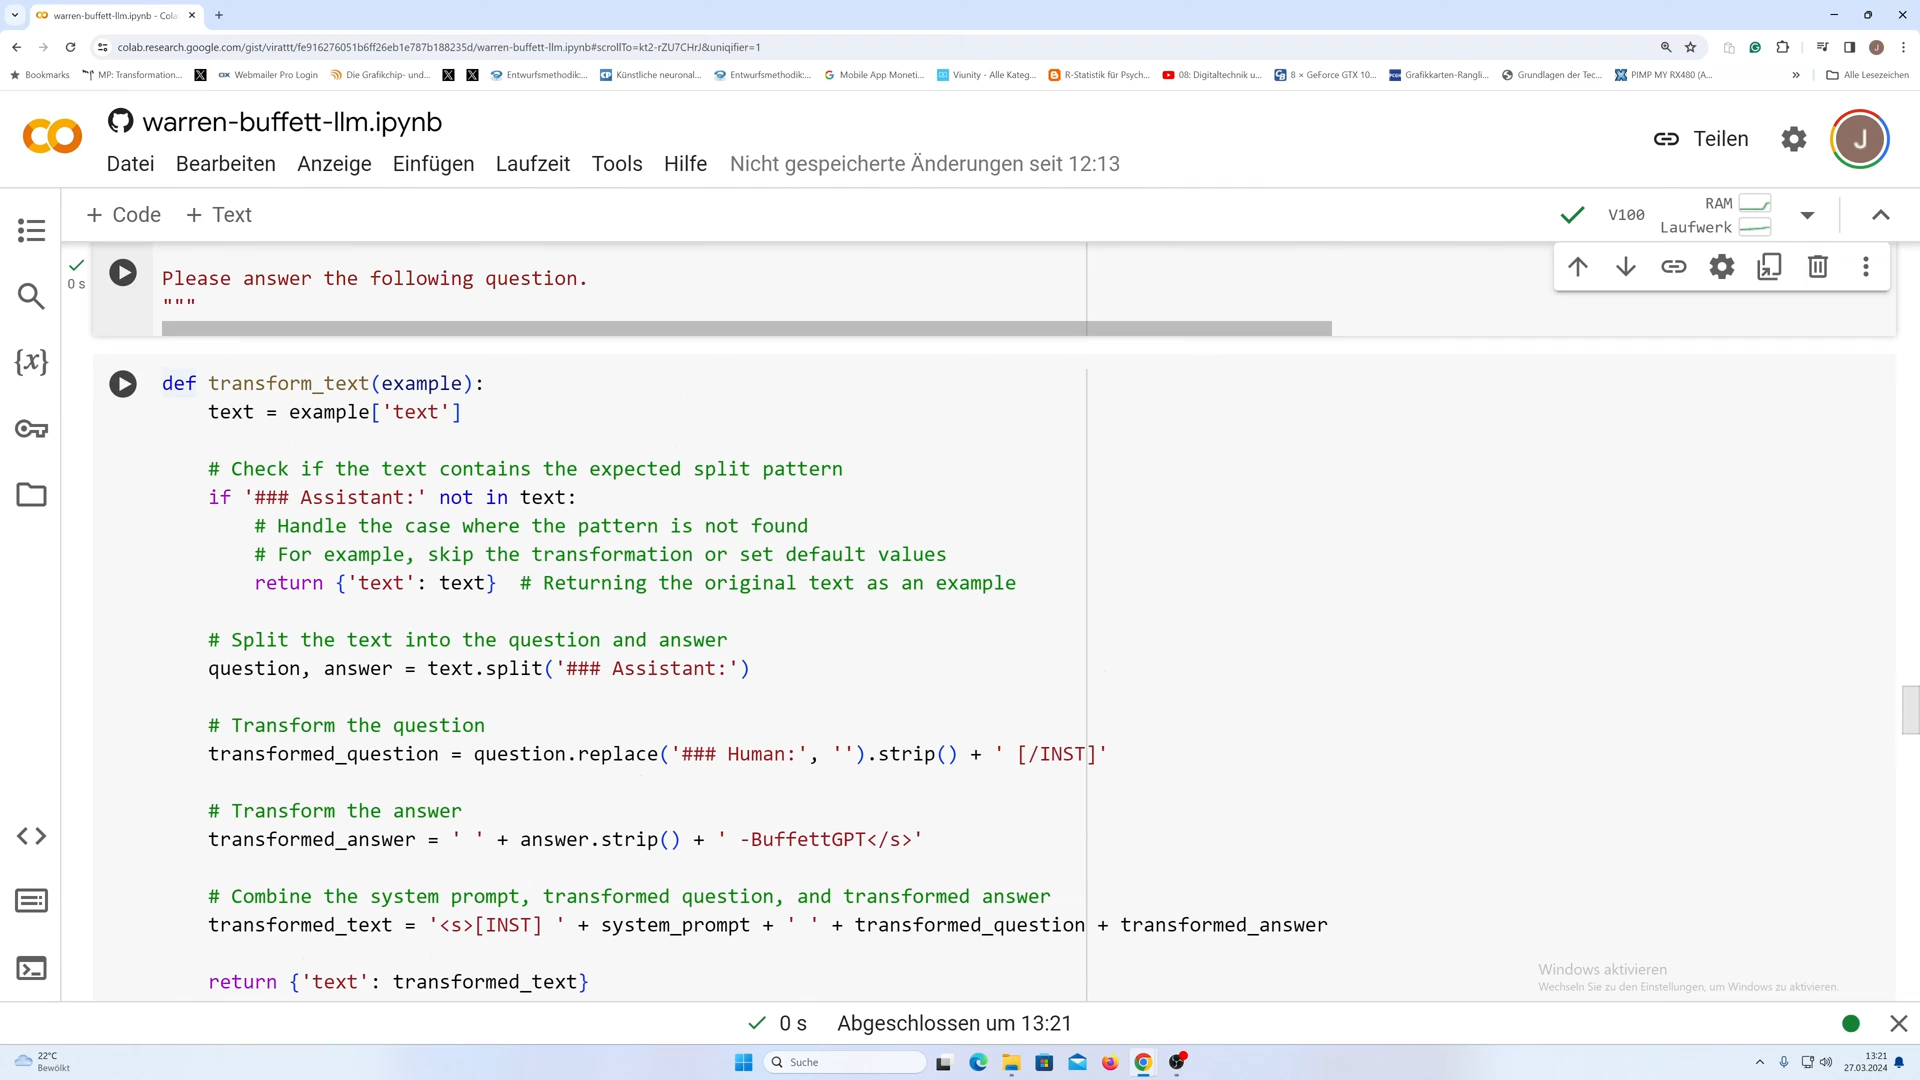 warren-buffett-llm.ipynb - Cola
colab.research.google.com/gist/virattt/fe916276051b6ff26eb1e787b188235d/warren-buffett-llm.ipynb#scrollTo=kt2-rZU7CHrJ&uniqifier=1
Bookmarks
MP: Transformation...
Webmailer Pro Login
Die Grafikchip- und...
Entwurfsmethodik:...
Künstliche neuronal...
Entwurfsmethodik:...
Mobile App Moneti...
Viunity - Alle Kateg...
R-Statistik für Psych...
08: Digitaltechnik u...
8 × GeForce GTX 10...
Grafikkarten-Rangli...
Grundlagen der Tec...
PIMP MY RX480 (A...
»
Alle Lesezeichen
warren-buffett-llm.ipynb
Teilen
J
Datei Bearbeiten Anzeige Einfügen Laufzeit Tools Hilfe Nicht gespeicherte Änderungen seit 12:13
+ Code + Text
V100
RAM
Laufwerk
0 s
Please answer the following question.
"""
def transform_text(example):
text = example['text']
# Check if the text contains the expected split pattern
if '### Assistant:' not in text:
# Handle the case where the pattern is not found
# For example, skip the transformation or set default values
return {'text': text}  # Returning the original text as an example
# Split the text into the question and answer
question, answer = text.split('### Assistant:')
# Transform the question
transformed_question = question.replace('### Human:', '').strip() + ' [/INST]'
# Transform the answer
transformed_answer = ' ' + answer.strip() + ' -BuffettGPT</s>'
# Combine the system prompt, transformed question, and transformed answer
transformed_text = '<s>[INST] ' + system_prompt + ' ' + transformed_question + transformed_answer
return {'text': transformed_text}
Windows aktivieren
Wechseln Sie zu den Einstellungen, um Windows zu aktivieren.
0 s Abgeschlossen um 13:21
22°C
Bewölkt
Suche
13:21
27.03.2024